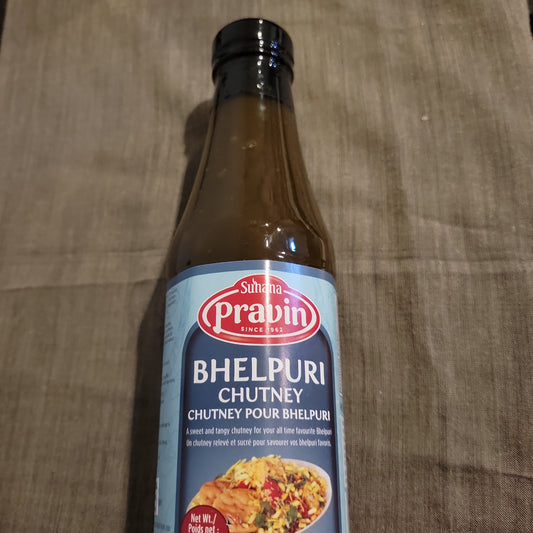 Suhana
Pravin
SINCE 1962
BHELPURI
CHUTNEY
CHUTNEY POUR BHELPURI
A sweet and tangy chutney for your all time favourite Bhelpuri
Un chutney relevé et sucré pour savourer vos bhelpuri favoris.
Net Wt./
Poids net :